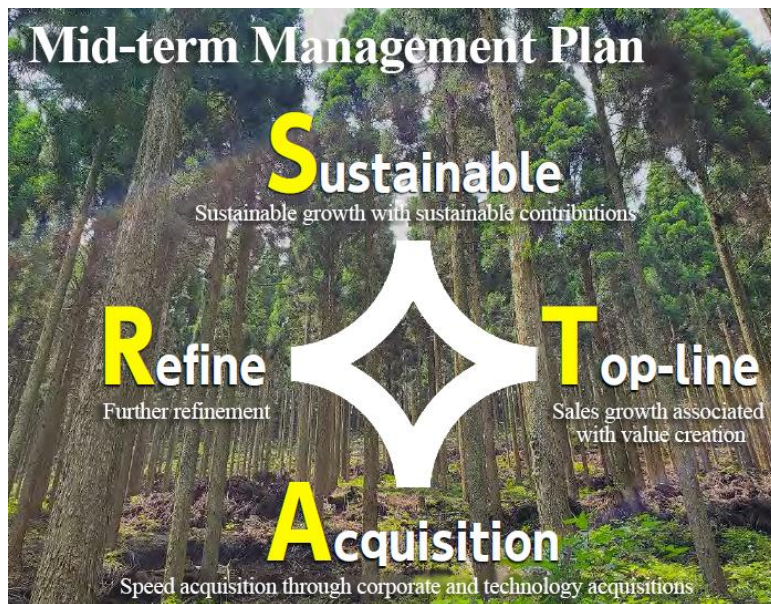 Mid-term Management Plan
Sustainable
Sustainable growth with sustainable contributions
Refine
Further refinement
Top-line
Sales growth associated
with value creation
Acquisition
Speed acquisition through corporate and technology acquisitions